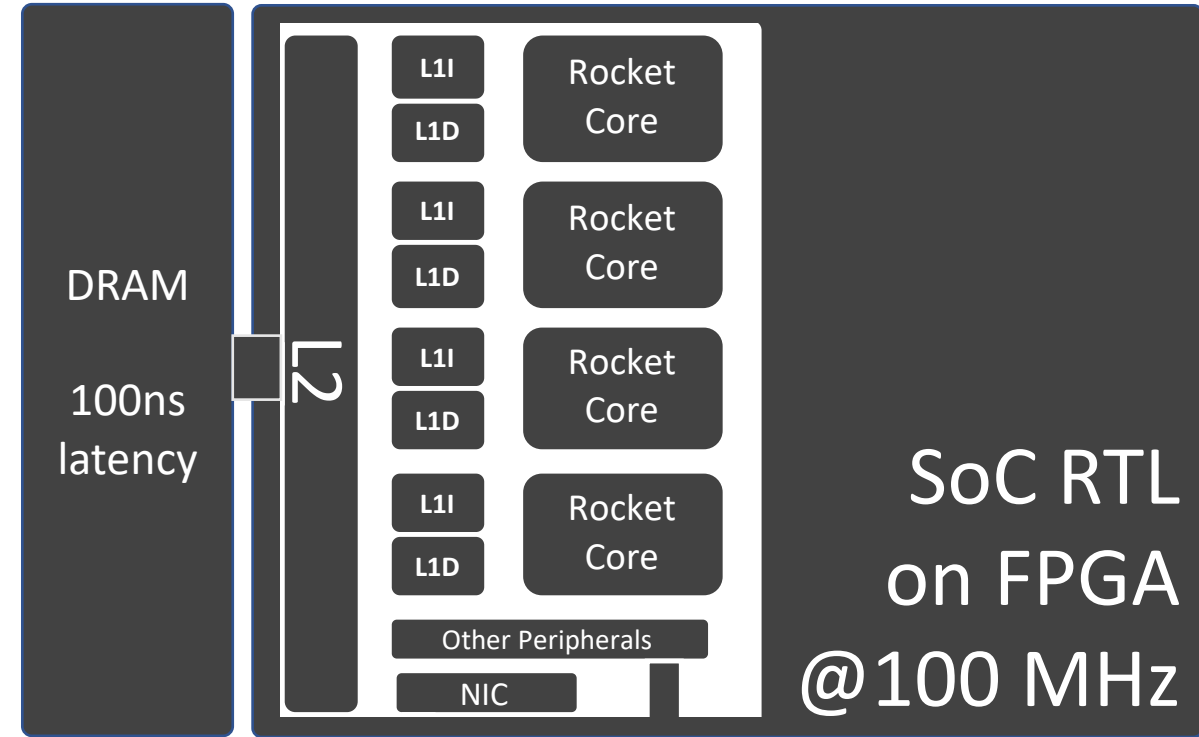 DRAM
100ns
latency
L2
L1I
L1D
Rocket
Core
L1I
L1D
Rocket
Core
L1I
L1D
Rocket
Core
L1I
L1D
Rocket
Core
Other Peripherals
NIC
SoC RTL
on FPGA
@100 MHz